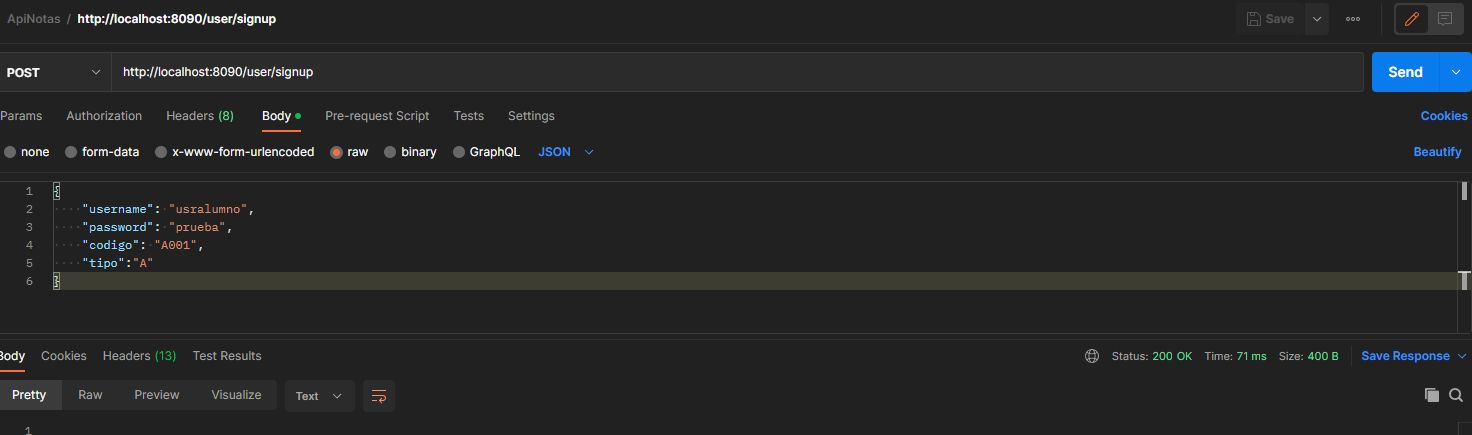 ApiNotas / http://localhost:8090/user/signup
Save
POST
http://localhost:8090/user/signup
Send
Params Authorization Headers (8) Body Pre-request Script Tests Settings Cookies
none form-data x-www-form-urlencoded raw binary GraphQL JSON Beautify
1 {
2 "username": "usralumno",
3 "password": "prueba",
4 "codigo": "A001",
5 "tipo":"A"
6 }
Body Cookies Headers (13) Test Results Status: 200 OK Time: 71 ms Size: 400 B Save Response
Pretty Raw Preview Visualize Text
1